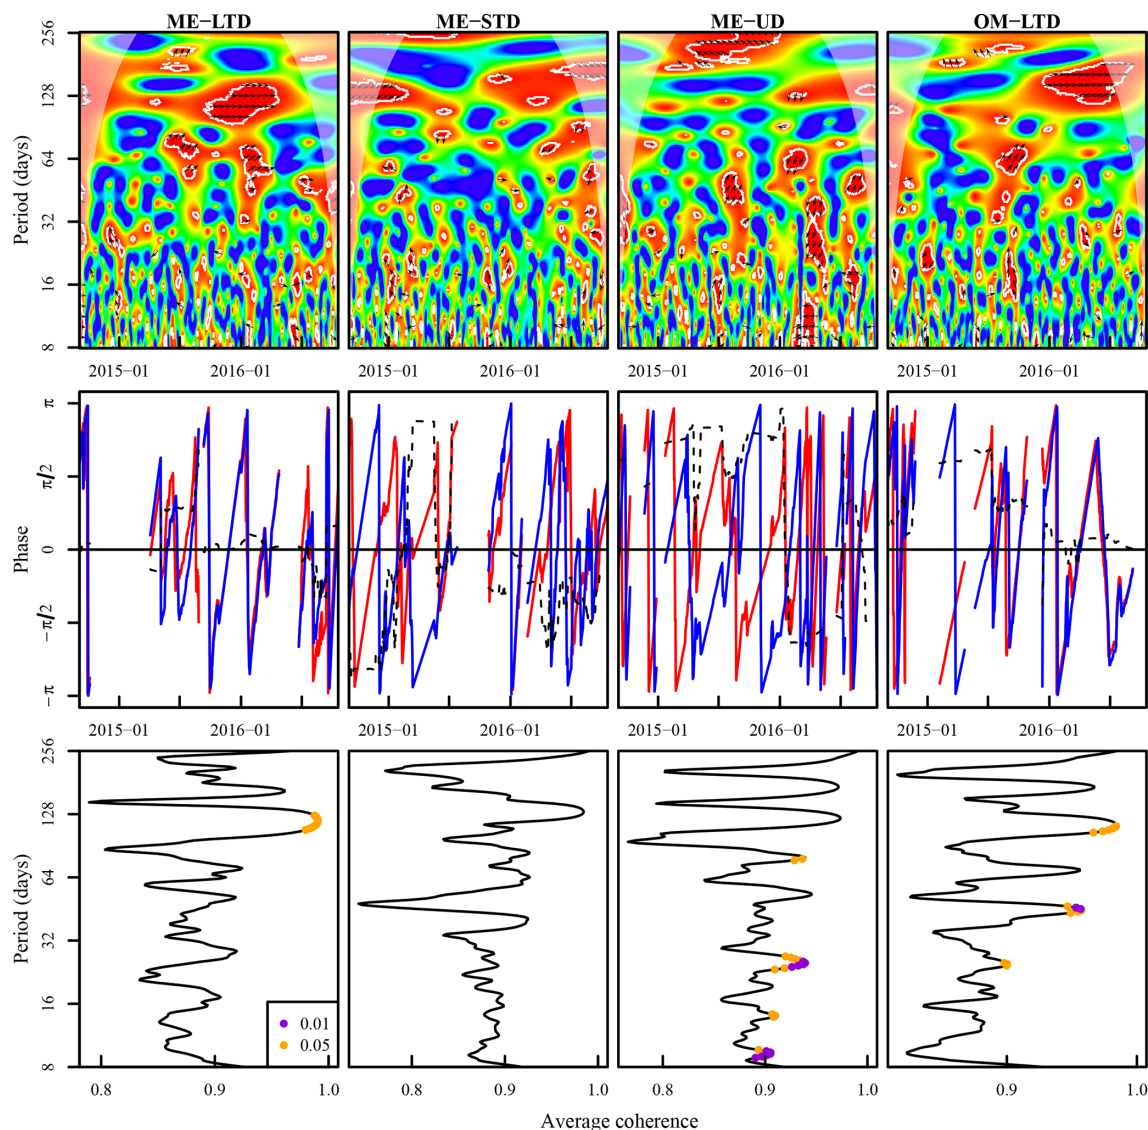 ME−LTD ME−STD ME−UD OM−LTD
256
128
64
32
16
8
Period (days)
2015−01 2016−01 2015−01 2016−01 2015−01 2016−01 2015−01 2016−01
π
π/2
0
−π/2
−π
Phase
2015−01 2016−01 2015−01 2016−01 2015−01 2016−01 2015−01 2016−01
256
128
64
32
16
8
Period (days)
0.01
0.05
0.8 0.9 1.0 0.8 0.9 1.0 0.8 0.9 1.0 0.9 1.0
Average coherence